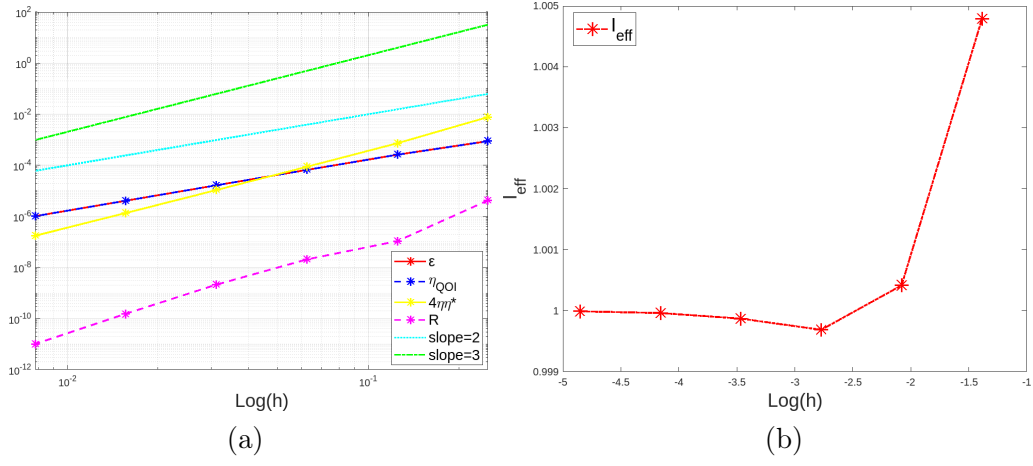 10^2
10^0
10^-2
10^-4
10^-6
10^-8
10^-10
10^-12
10^-2
10^-1
Log(h)
ε
η_QOI
4ηη*
R
slope=2
slope=3
(a)
1.005
1.004
1.003
1.002
1.001
1
0.999
I_eff
I_eff
-5
-4.5
-4
-3.5
-3
-2.5
-2
-1.5
-1
Log(h)
(b)